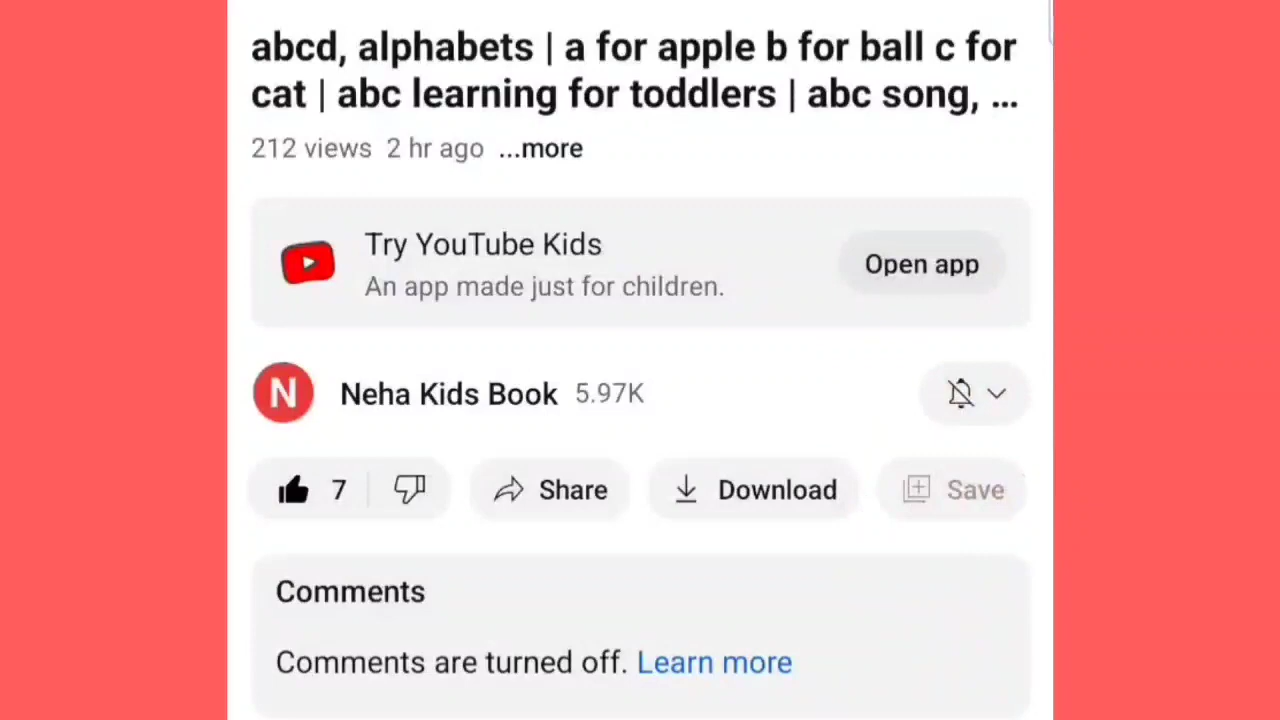 abcd, alphabets | a for apple b for ball c for
cat | abc learning for toddlers | abc song, ...
212 views 2 hr ago ...more
Try YouTube Kids
An app made just for children.
Open app
N
Neha Kids Book 5.97K
7 Share Download Save
Comments
Comments are turned off. Learn more